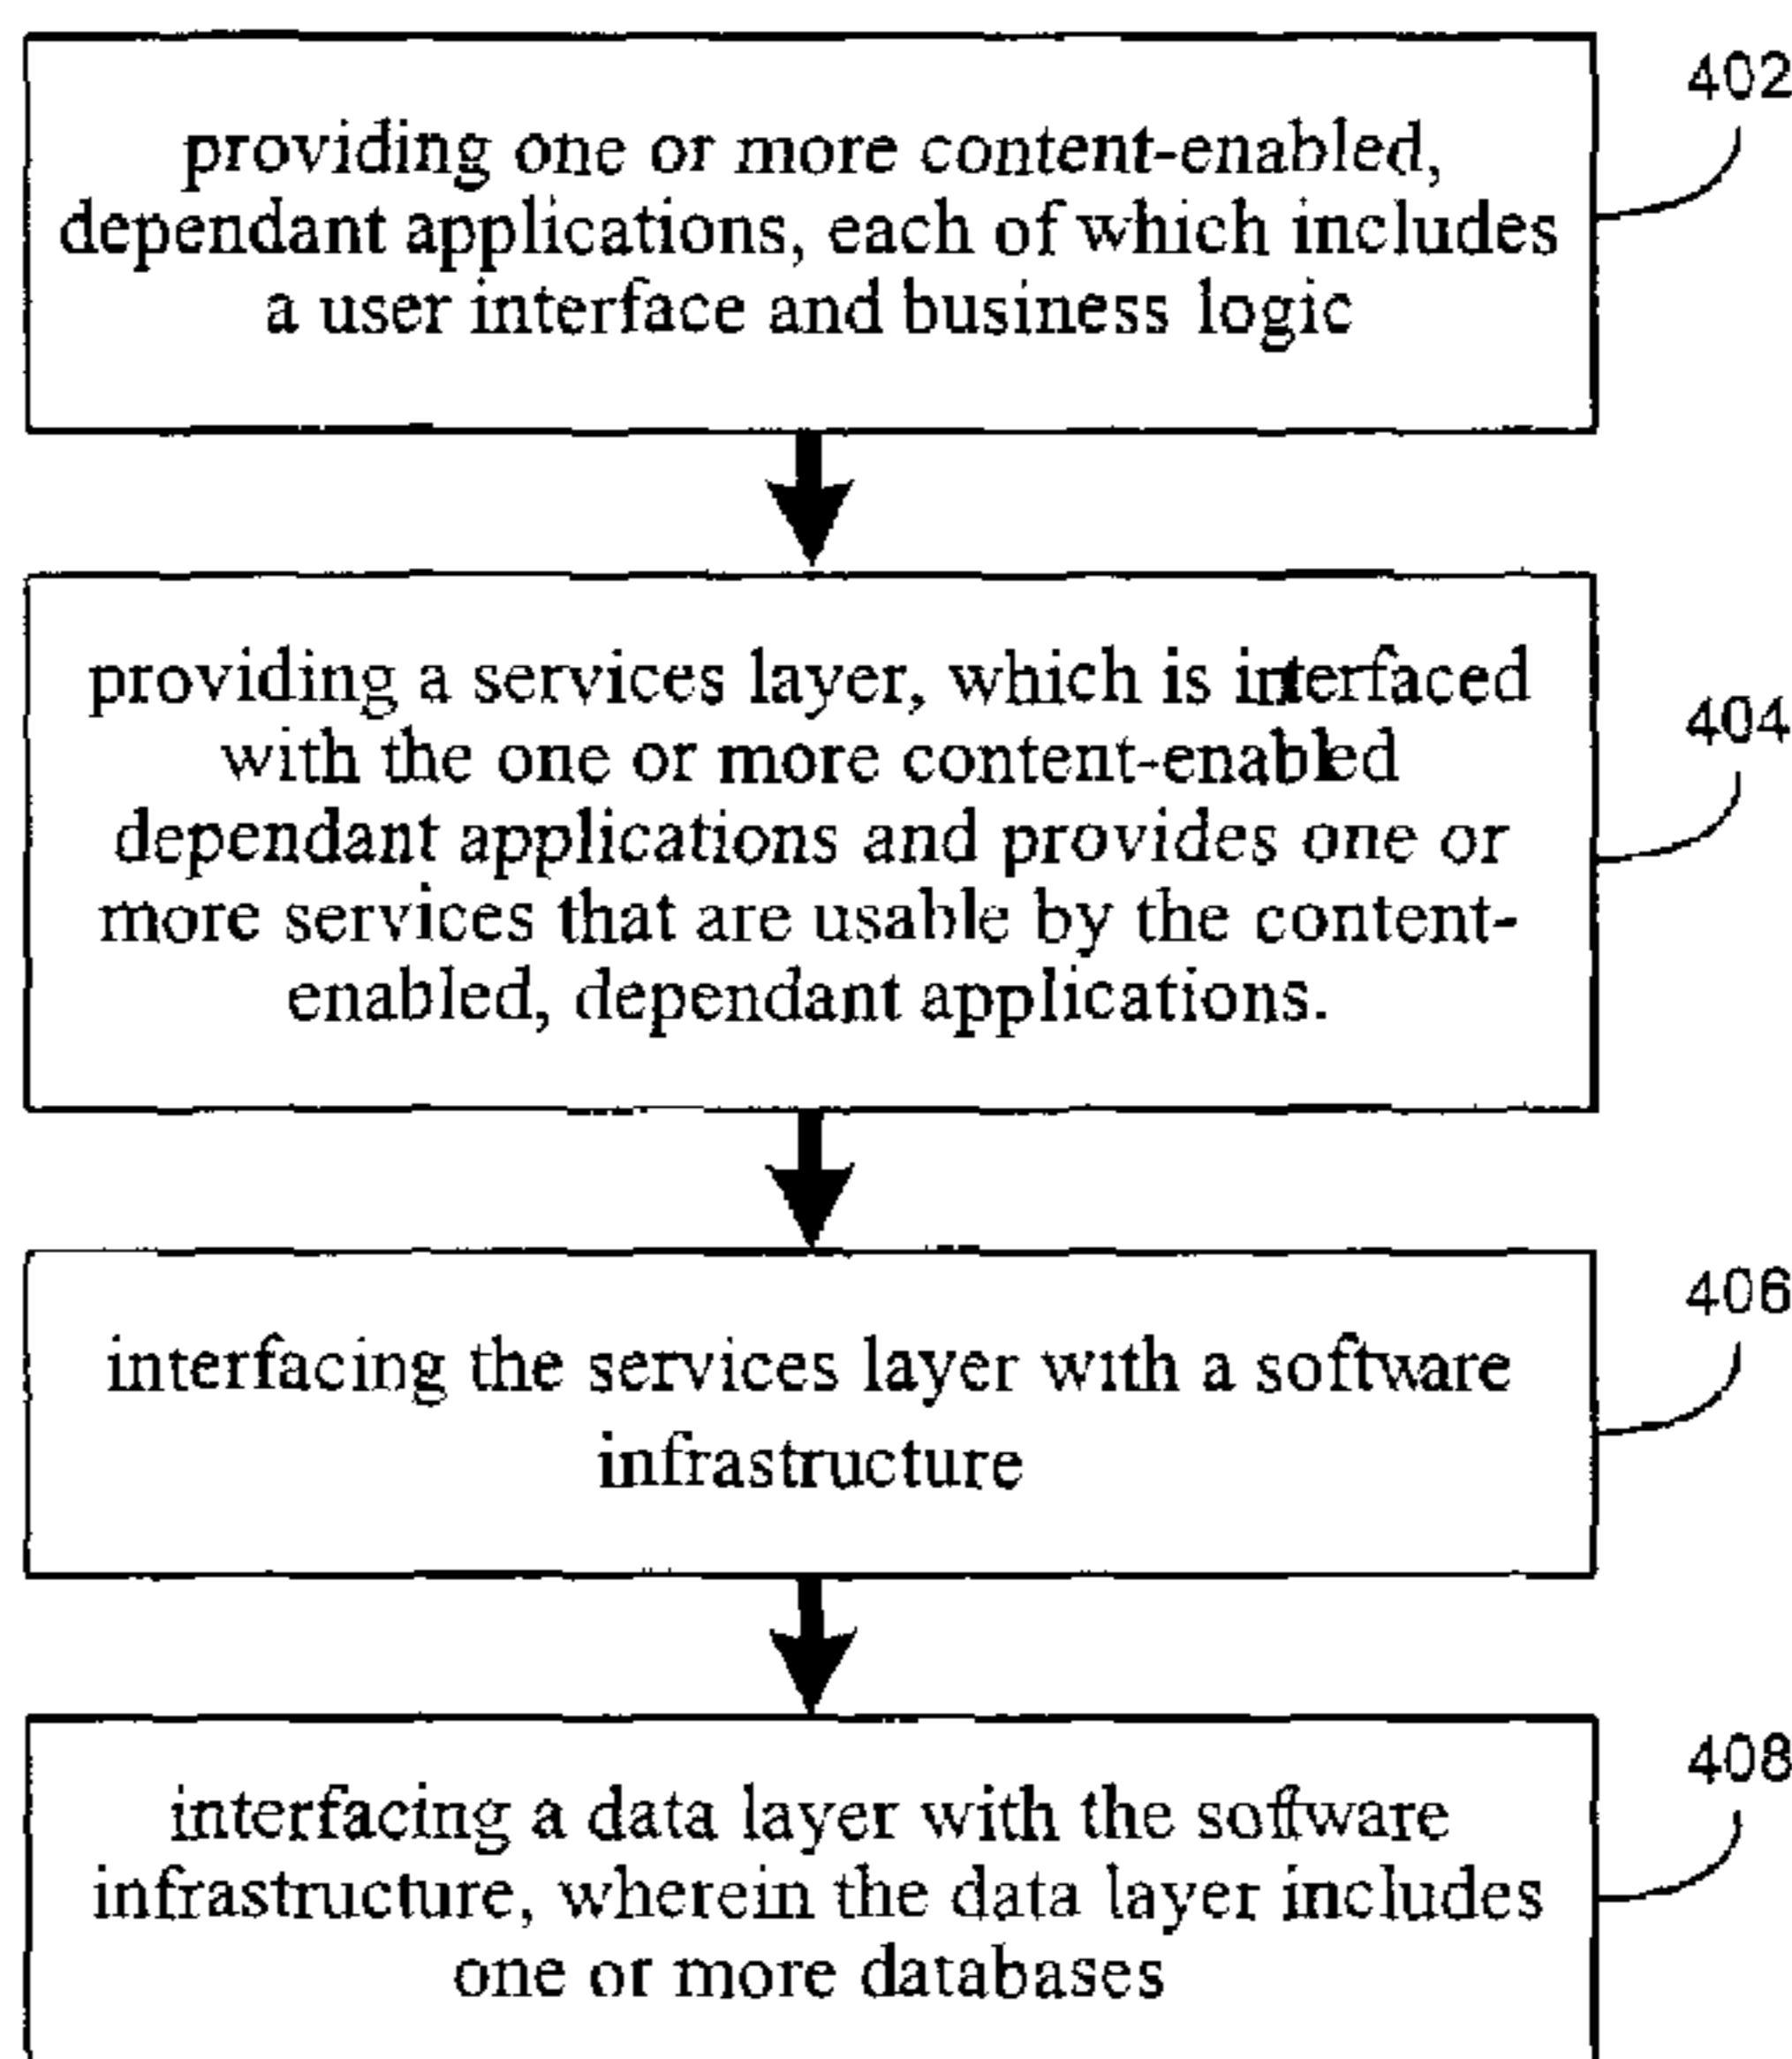 402
providing one or more content-enabled,
dependant applications, each of which includes
a user interface and business logic
providing a services layer, which is interfaced
with the one or more content-enabled
dependant applications and provides one or
more services that are usable by the content-
enabled, dependant applications.
404
interfacing the services layer with a software
infrastructure
406
interfacing a data layer with the software
infrastructure, wherein the data layer includes
one or more databases
408